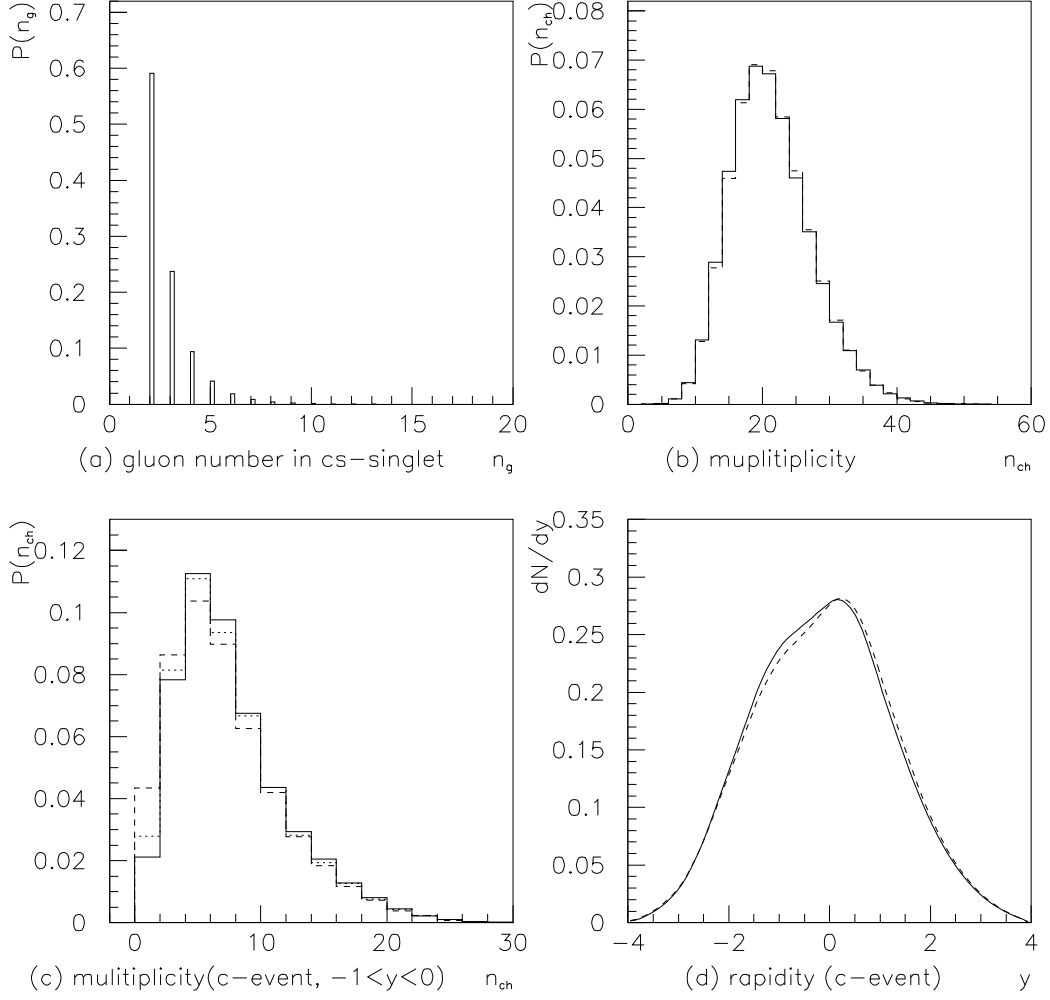 P(n_g)
0.7
0.6
0.5
0.4
0.3
0.2
0.1
0
0 5 10 15 20
(a) gluon number in cs-singlet n_g
P(n_ch)
0.08
0.07
0.06
0.05
0.04
0.03
0.02
0.01
0
0 20 40 60
(b) muplitiplicity n_ch
P(n_ch)
0.12
0.1
0.08
0.06
0.04
0.02
0
0 10 20 30
(c) mulitiplicity(c-event, -1<y<0) n_ch
dN/dy
0.35
0.3
0.25
0.2
0.15
0.1
0.05
0
-4 -2 0 2 4
(d) rapidity (c-event) y